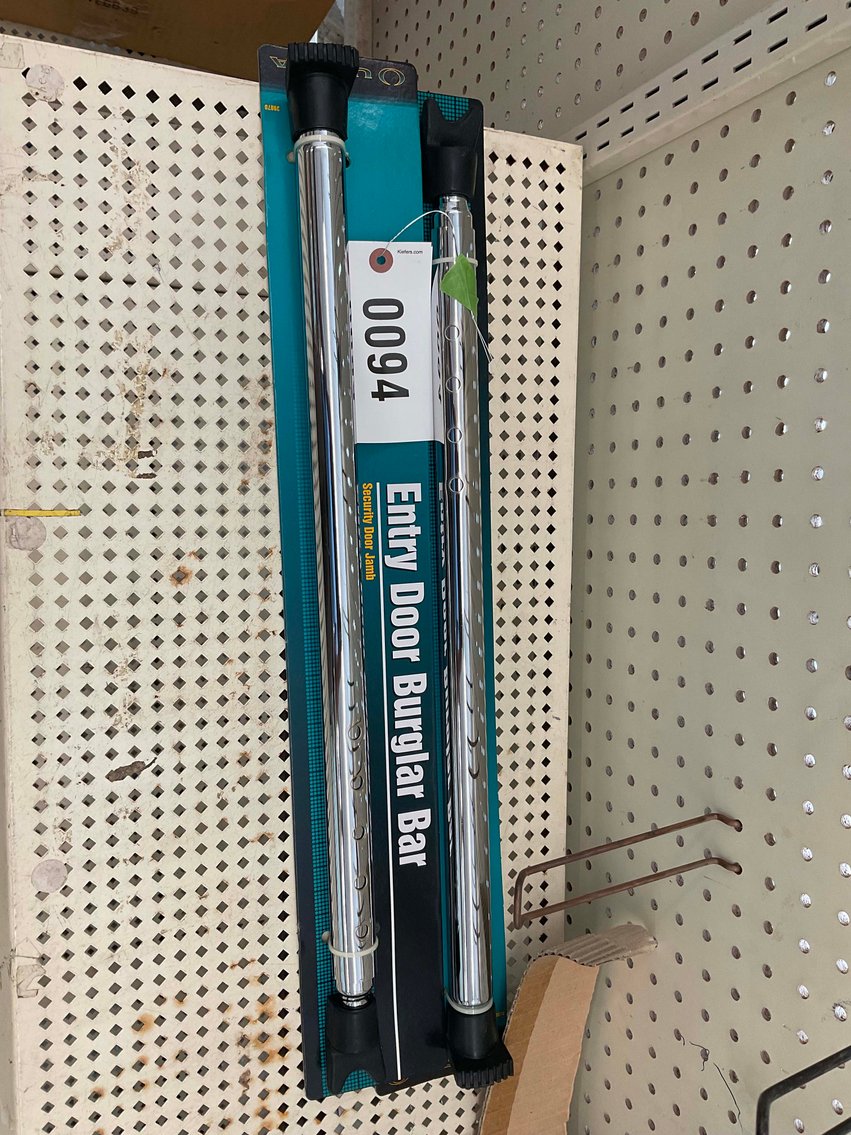 Kiefers.com
0094
Entry Door Burglar Bar
Security Door Jamb